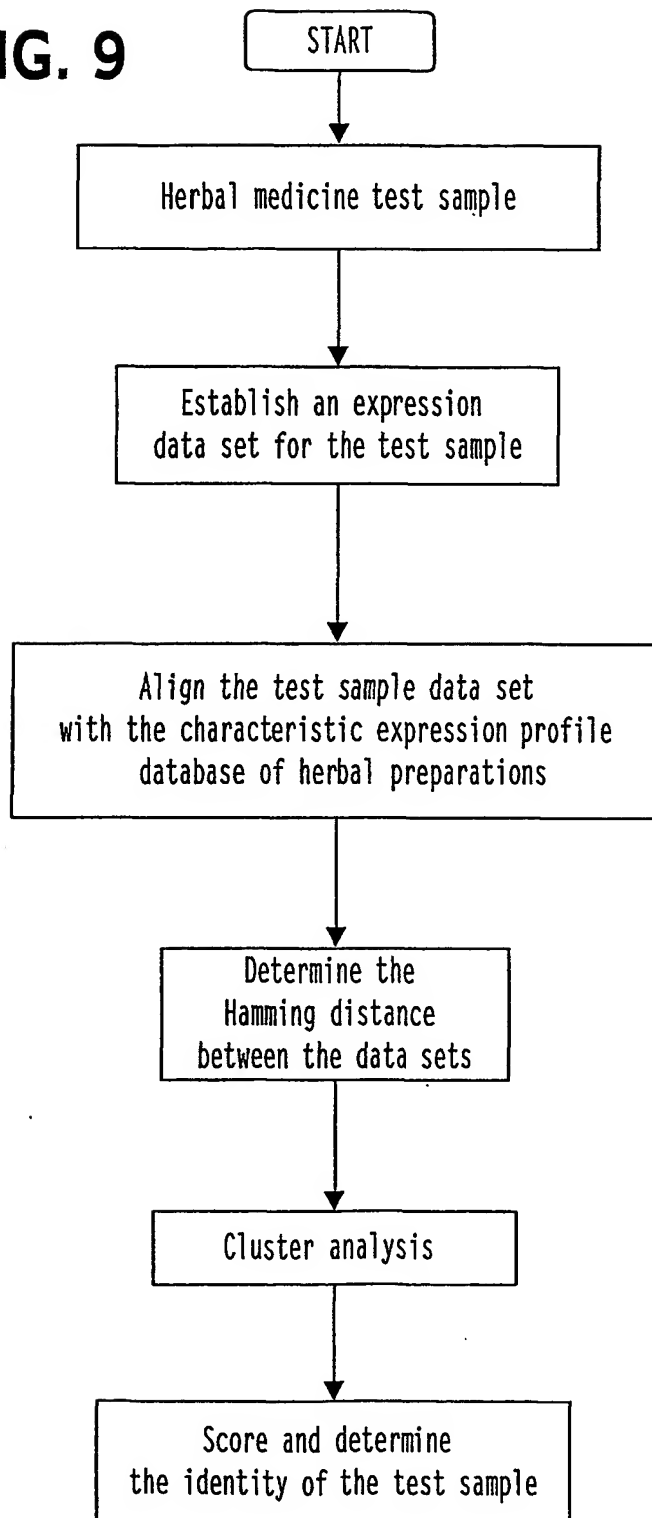 IG. 9
START
Herbal medicine test sample
Establish an expression
data set for the test sample
Align the test sample data set
with the characteristic expression profile
database of herbal preparations
Determine the
Hamming distance
between the data sets
Cluster analysis
Score and determine
the identity of the test sample